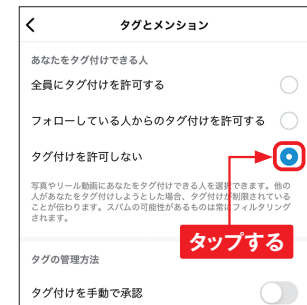 タグとメンション
あなたをタグ付けできる人
全員にタグ付けを許可する
フォローしている人からのタグ付けを許可する
タグ付けを許可しない
写真やリール動画にあなたをタグ付けできる人を選択できます。他の
人があなたをタグ付けしようとした場合、タグ付けが制限されている
ことが伝わります。スパムの可能性があるものは常にフィルタリング
されます。
タップする
タグの管理方法
タグ付けを手動で承認